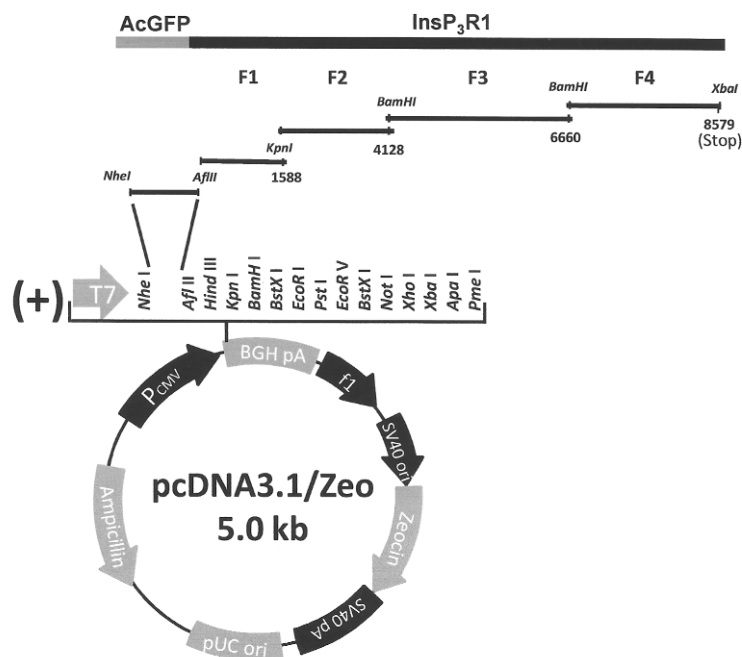 AcGFP InsP₃R1
F1 F2 F3 F4
BamHI BamHI XbaI
4128 6660 8579
(Stop)
KpnI
1588
NheI AflII
(+) T7 Nhe I Afl II Hind III Kpn I BamH I BstX I EcoR I Pst I EcoR V BstX I Not I Xho I Xba I Apa I Pme I
PCMV BGH pA f1
SV40 ori
Zeocin
SV40 pA
pUC ori
Ampicillin
pcDNA3.1/Zeo
5.0 kb